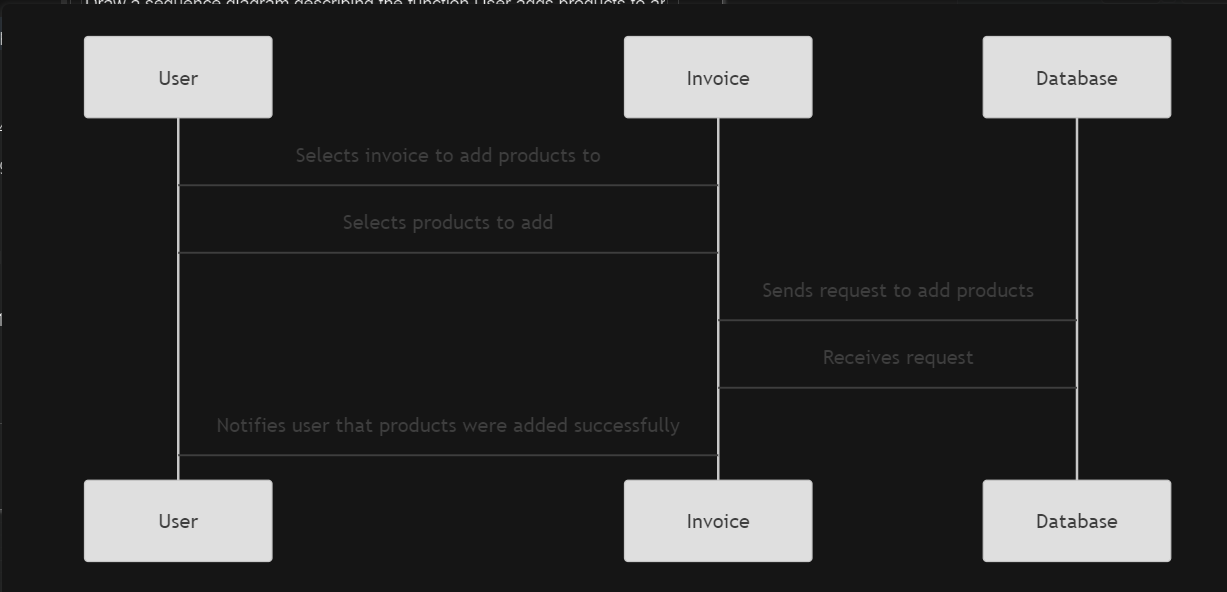 Draw a sequence diagram describing the function User adds products to ar
User
Invoice
Database
Selects invoice to add products to
Selects products to add
Sends request to add products
Receives request
Notifies user that products were added successfully
User
Invoice
Database